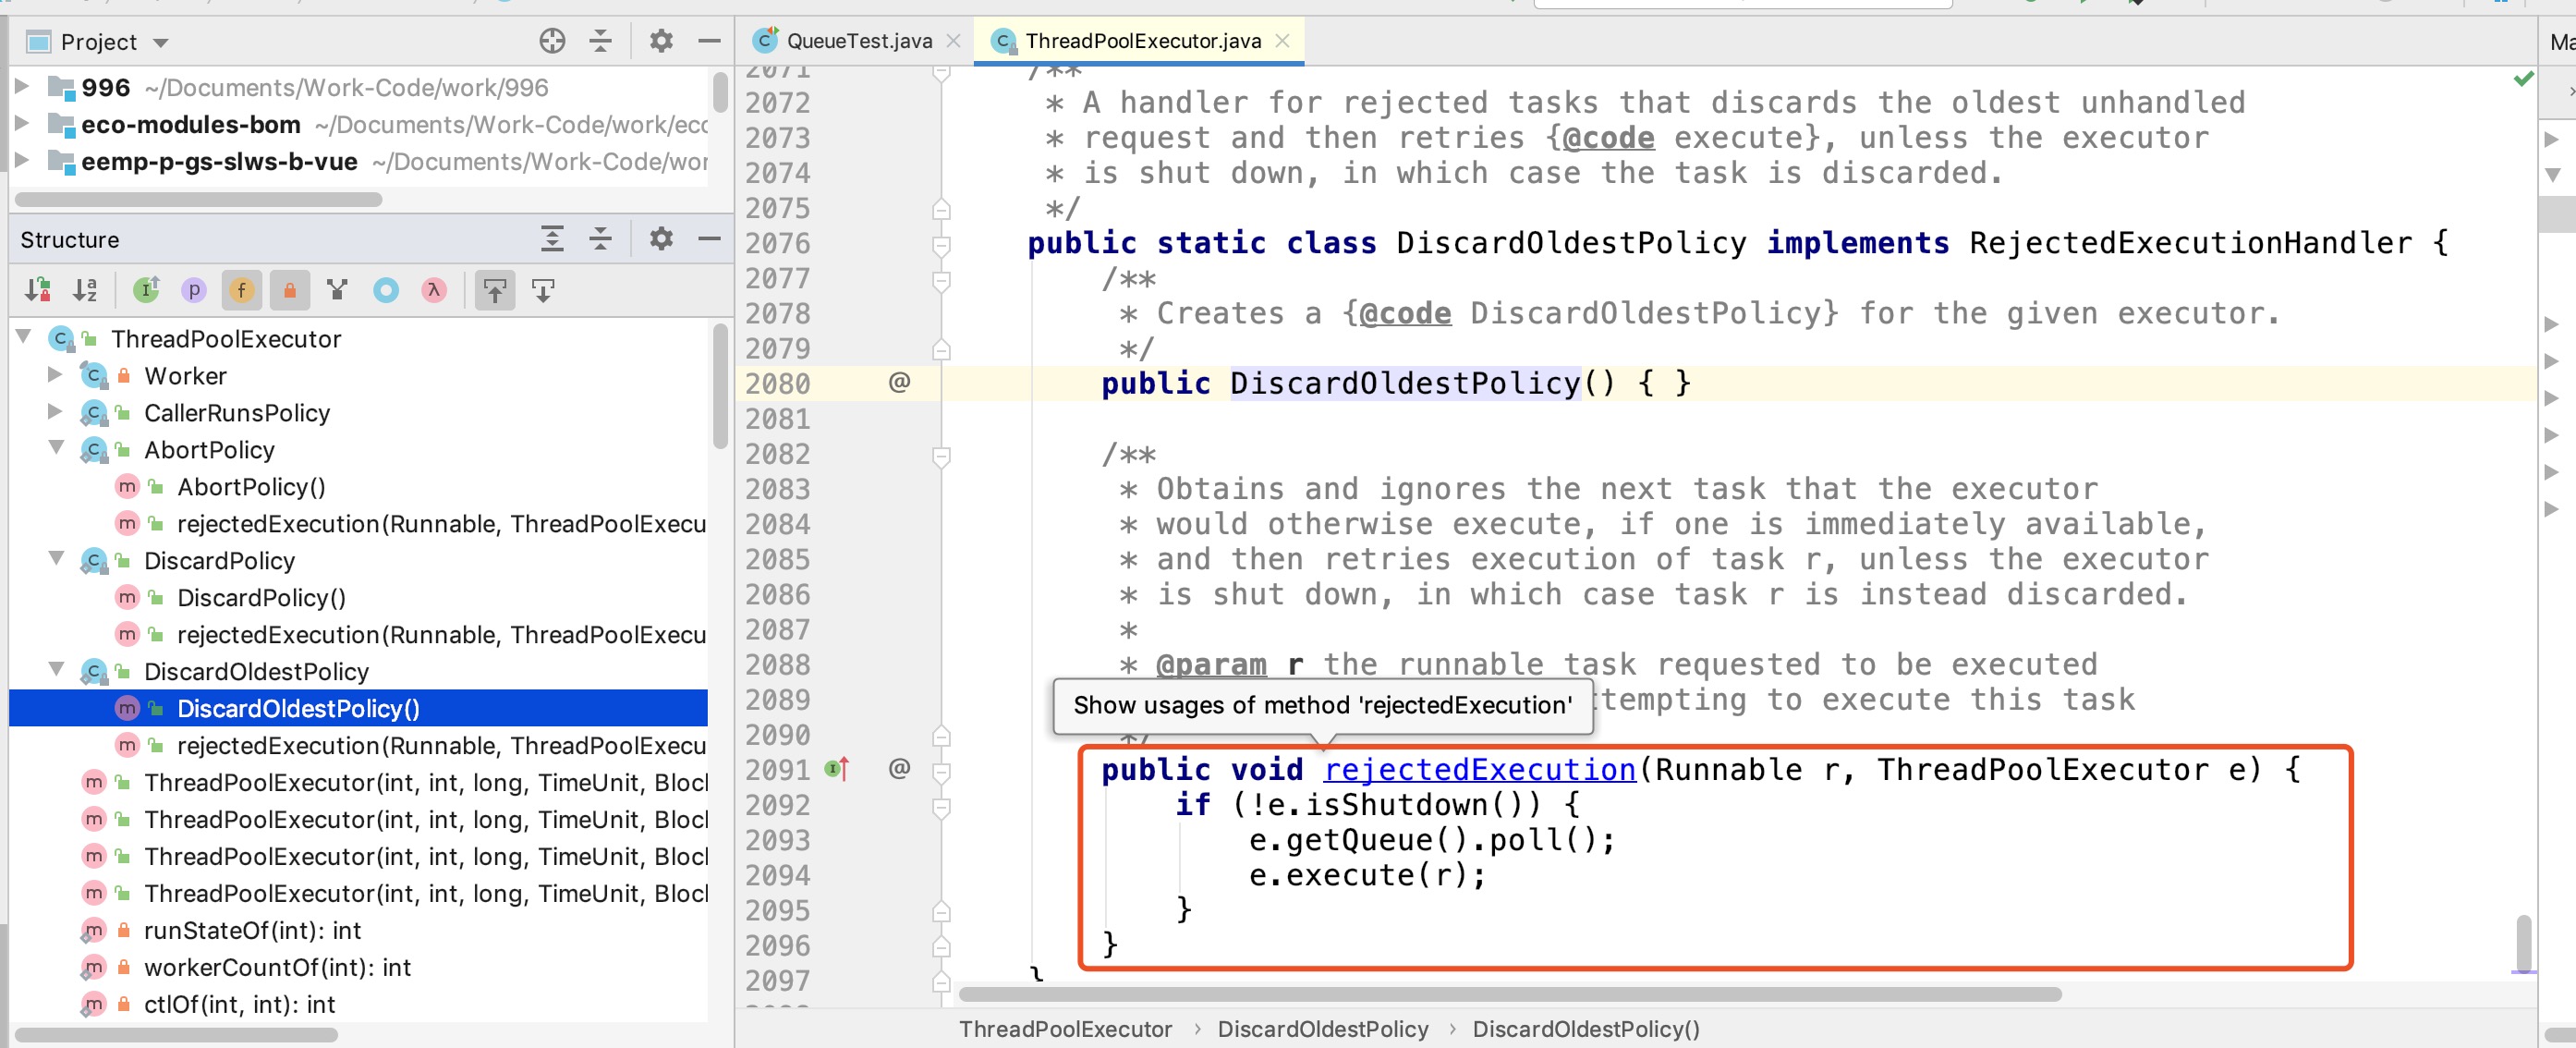 Project
996 ~/Documents/Work-Code/work/996
eco-modules-bom ~/Documents/Work-Code/work/eco
eemp-p-gs-slws-b-vue ~/Documents/Work-Code/wor
Structure
ThreadPoolExecutor
Worker
CallerRunsPolicy
AbortPolicy
AbortPolicy()
rejectedExecution(Runnable, ThreadPoolExecu
DiscardPolicy
DiscardPolicy()
rejectedExecution(Runnable, ThreadPoolExecu
DiscardOldestPolicy
DiscardOldestPolicy()
rejectedExecution(Runnable, ThreadPoolExecu
ThreadPoolExecutor(int, int, long, TimeUnit, Bloc
ThreadPoolExecutor(int, int, long, TimeUnit, Bloc
ThreadPoolExecutor(int, int, long, TimeUnit, Bloc
ThreadPoolExecutor(int, int, long, TimeUnit, Bloc
runStateOf(int): int
workerCountOf(int): int
ctlOf(int, int): int
QueueTest.java
ThreadPoolExecutor.java
2071 /**
2072 * A handler for rejected tasks that discards the oldest unhandled
2073 * request and then retries {@code execute}, unless the executor
2074 * is shut down, in which case the task is discarded.
2075 */
2076 public static class DiscardOldestPolicy implements RejectedExecutionHandler {
2077 /**
2078 * Creates a {@code DiscardOldestPolicy} for the given executor.
2079 */
2080 @ public DiscardOldestPolicy() { }
2081
2082 /**
2083 * Obtains and ignores the next task that the executor
2084 * would otherwise execute, if one is immediately available,
2085 * and then retries execution of task r, unless the executor
2086 * is shut down, in which case task r is instead discarded.
2087 *
2088 * @param r the runnable task requested to be executed
2089 tempting to execute this task
Show usages of method 'rejectedExecution'
2090 */
2091 @ public void rejectedExecution(Runnable r, ThreadPoolExecutor e) {
2092 if (!e.isShutdown()) {
2093 e.getQueue().poll();
2094 e.execute(r);
2095 }
2096 }
2097 }
ThreadPoolExecutor › DiscardOldestPolicy › DiscardOldestPolicy()
Ma